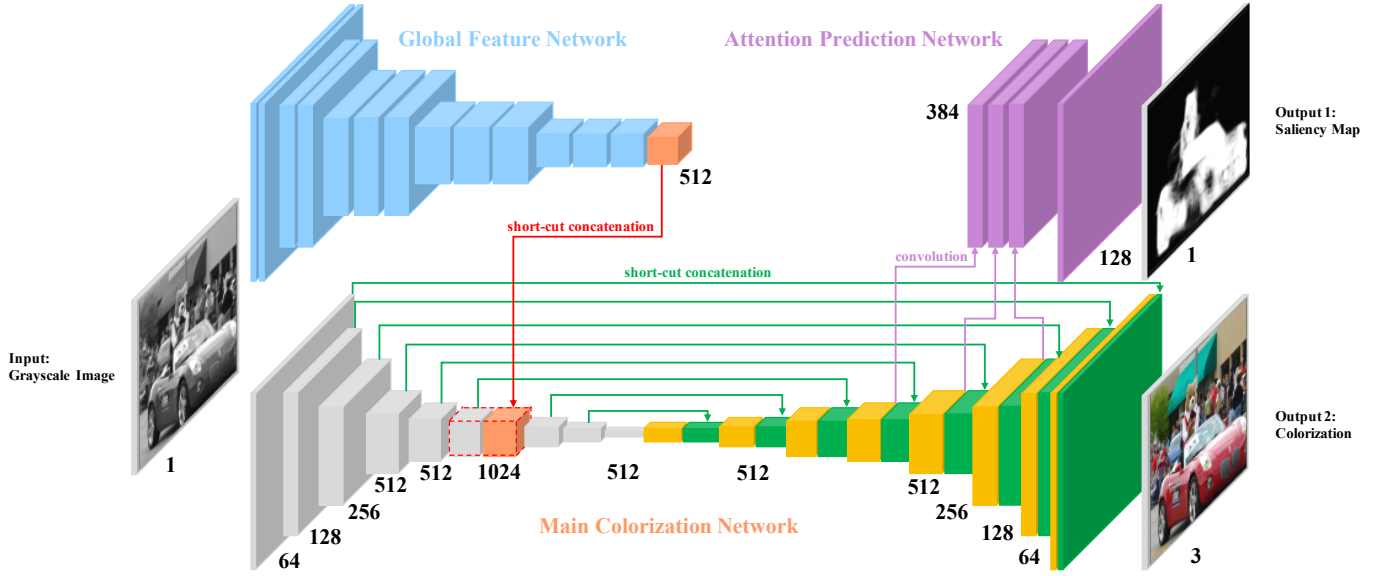 Global Feature Network
Attention Prediction Network
384
Output 1:
Saliency Map
512
short-cut concatenation
convolution
128
1
short-cut concatenation
Input:
Grayscale Image
Output 2:
Colorization
1
512
512
1024
512
512
512
256
256
Main Colorization Network
128
128
64
64
3